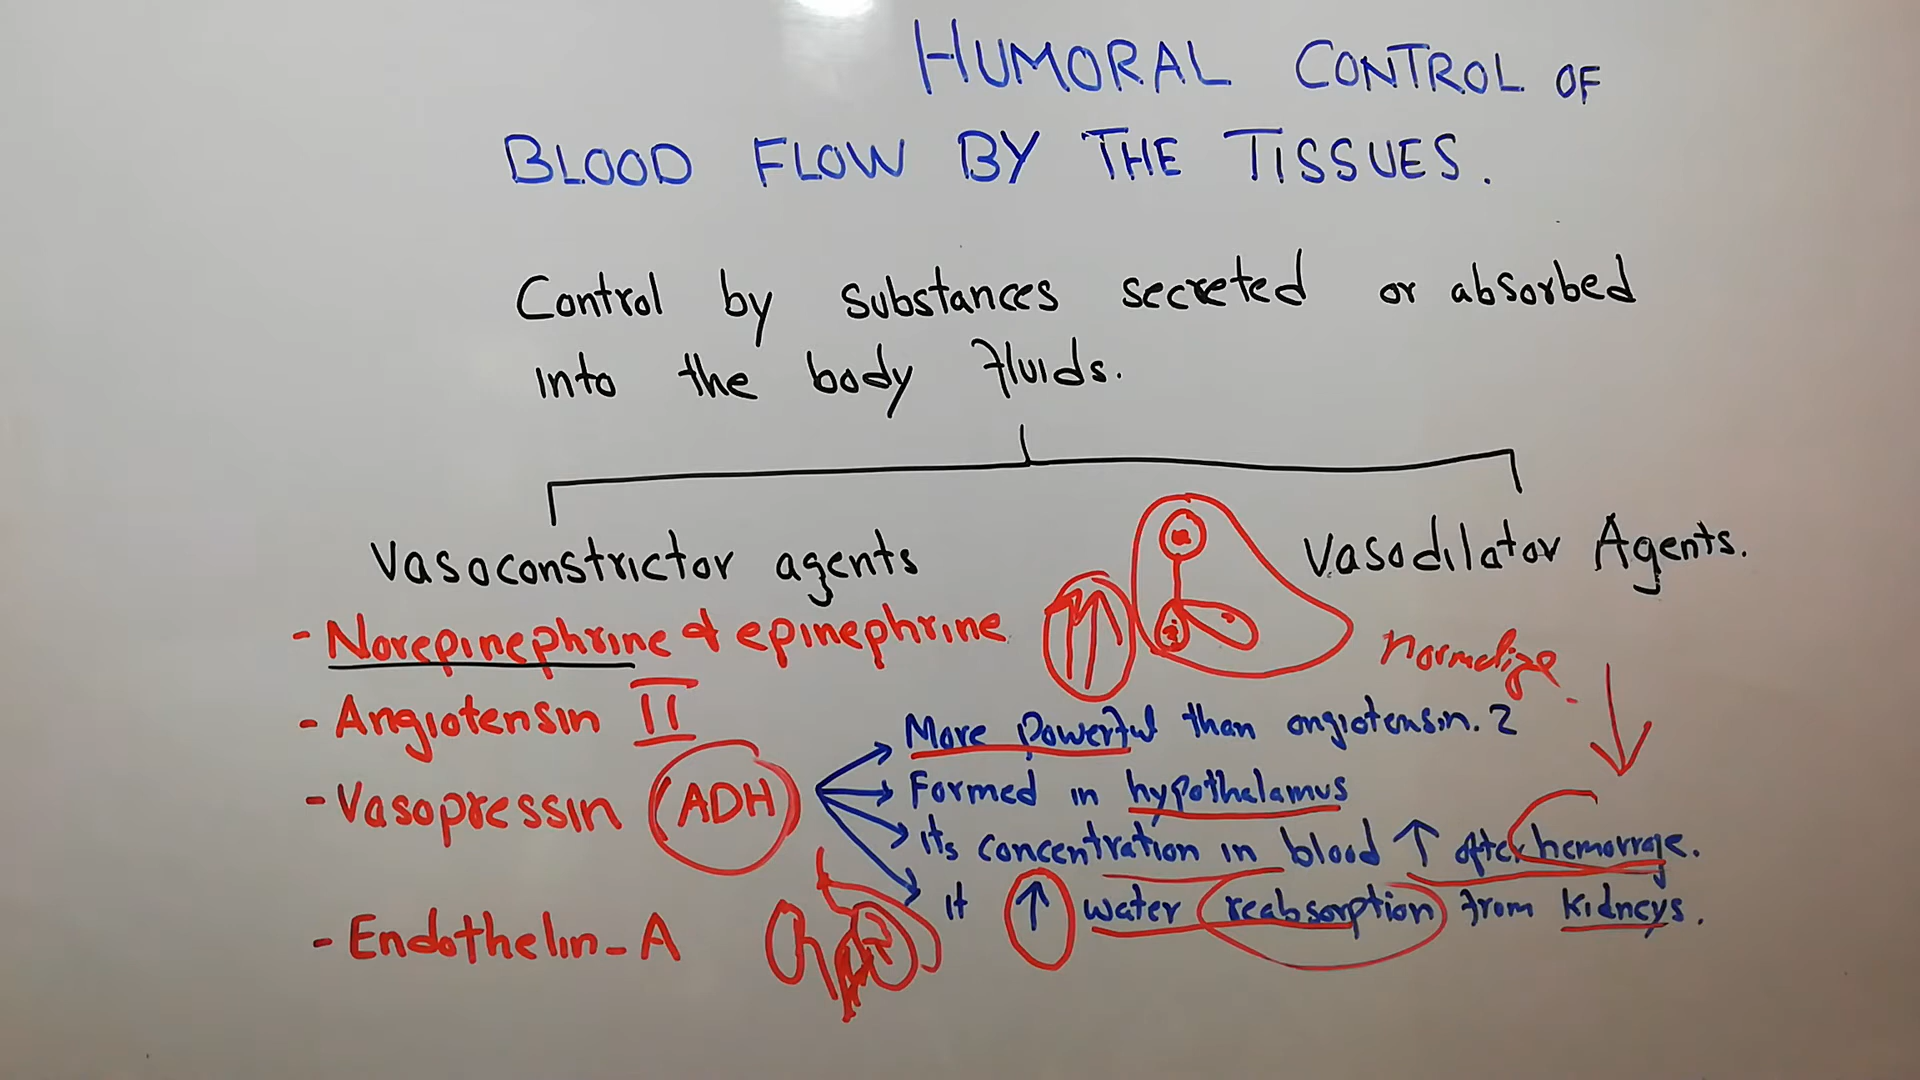 HUMORAL CONTROL OF
BLOOD FLOW BY THE TISSUES.
Control by substances secreted or absorbed
into the body fluids.
Vasoconstrictor agents
Vasodilator Agents.
- Norepinephrine & epinephrine
Normalize
- Angiotensin II
- Vasopressin (ADH)
More powerful than angiotensin.2
Formed in hypothalamus
Its concentration in blood ↑ after hemorrage.
It ↑ water reabsorption from kidneys.
- Endothelin-A